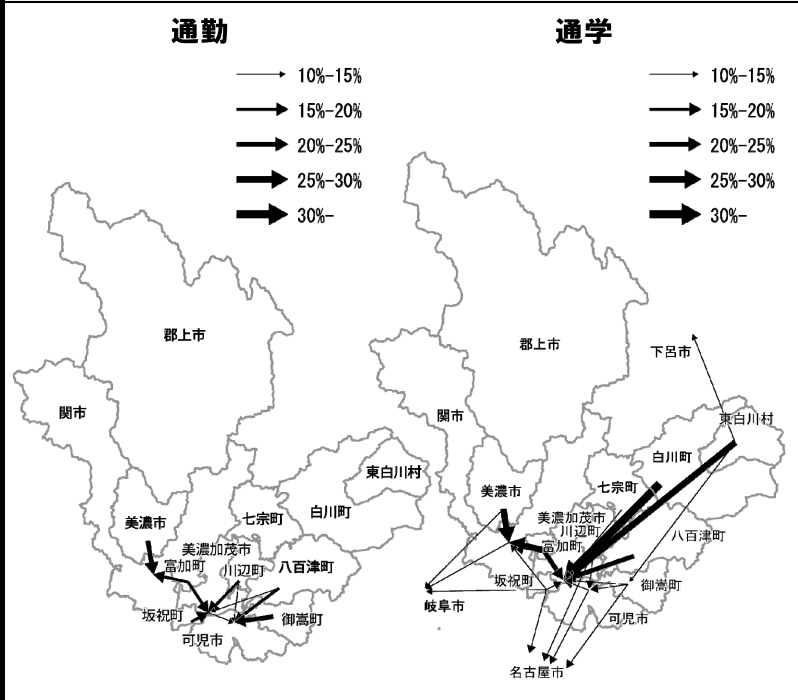 通勤
10%-15%
15%-20%
20%-25%
25%-30%
30%-
郡上市
関市
東白川村
白川町
七宗町
美濃市
美濃加茂市
富加町
川辺町
八百津町
坂祝町
御嵩町
可児市
通学
10%-15%
15%-20%
20%-25%
25%-30%
30%-
郡上市
下呂市
関市
東白川村
白川町
七宗町
美濃市
美濃加茂市
川辺町
富加町
八百津町
坂祝町
御嵩町
岐阜市
可児市
名古屋市